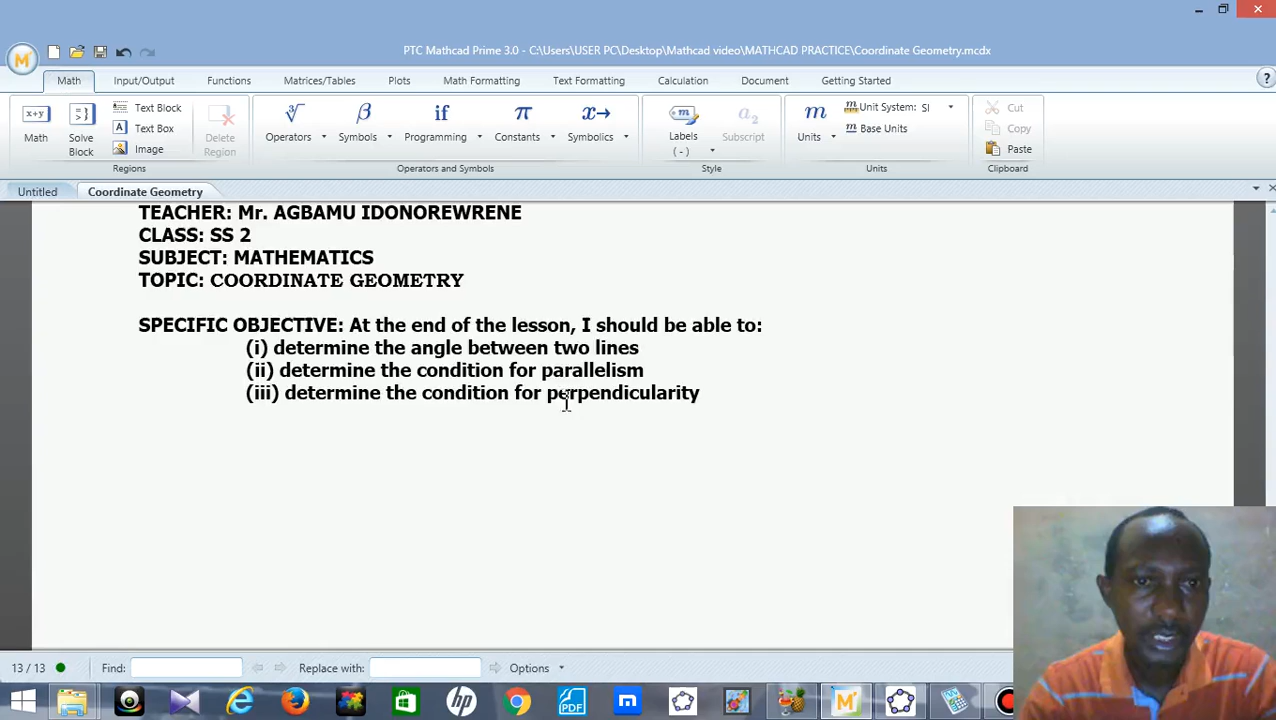 PTC Mathcad Prime 3.0 - C:\Users\USER PC\Desktop\Mathcad video\MATHCAD PRACTICE\Coordinate Geometry.mcdx
Math Input/Output Functions Matrices/Tables Plots Math Formatting Text Formatting Calculation Document Getting Started
Math
Solve Block
Text Block
Text Box
Image
Delete Region
Regions
Operators
Symbols
if
Programming
Constants
Symbolics
Operators and Symbols
Labels
(-)
Subscript
Style
Units
Unit System: SI
Base Units
Units
Cut
Copy
Paste
Clipboard
Untitled Coordinate Geometry
TEACHER: Mr. AGBAMU IDONOREWRENE
CLASS: SS 2
SUBJECT: MATHEMATICS
TOPIC: COORDINATE GEOMETRY
SPECIFIC OBJECTIVE: At the end of the lesson, I should be able to:
(i) determine the angle between two lines
(ii) determine the condition for parallelism
(iii) determine the condition for perpendicularity
13 / 13 Find: Replace with: Options